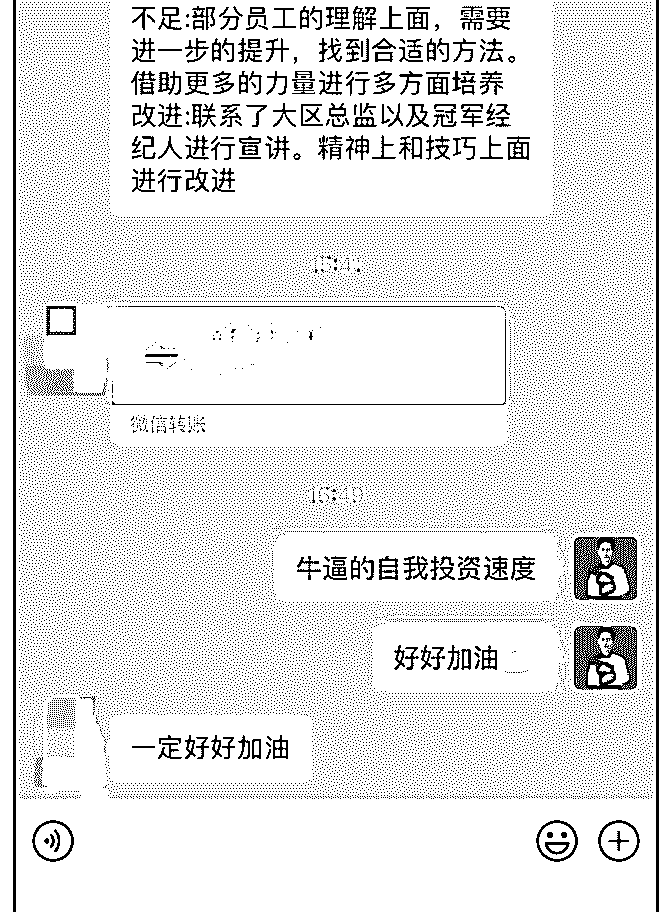 不足:部分员工的理解上面，需要
进一步的提升，找到合适的方法。
借助更多的力量进行多方面培养
改进:联系了大区总监以及冠军经
纪人进行宣讲。精神上和技巧上面
进行改进
微信转账
牛逼的自我投资速度
好好加油
一定好好加油